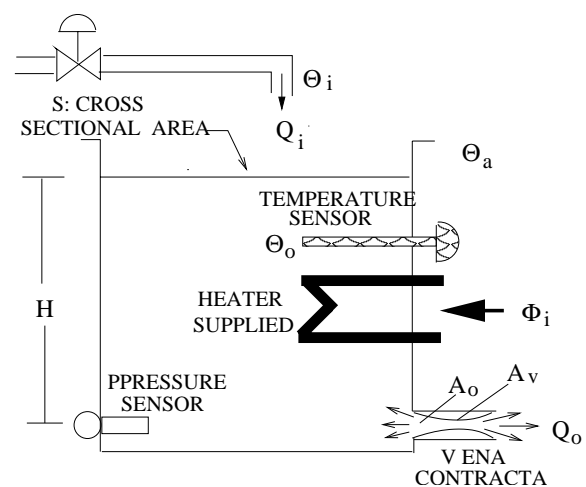 Θi
S: CROSS
SECTIONAL AREA
Qi
Θa
TEMPERATURE
SENSOR
Θo
HEATER
SUPPLIED
Φi
H
PPRESSURE
SENSOR
Ao
Av
Qo
V ENA
CONTRACTA